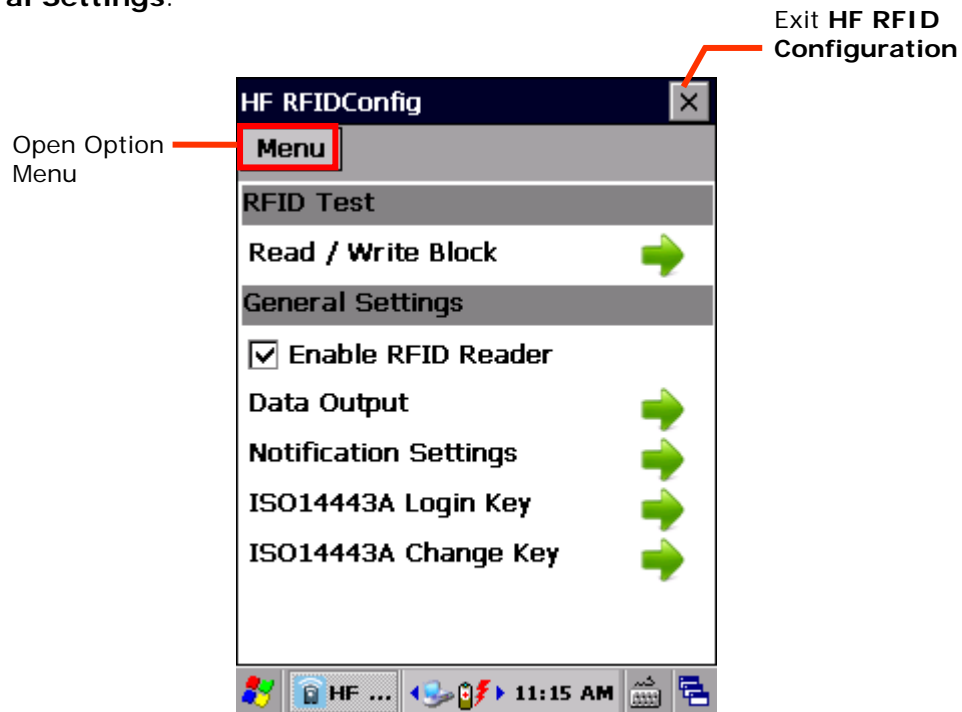 al Settings.
Exit HF RFID
Configuration
HF RFIDConfig
Open Option
Menu
Menu
RFID Test
Read / Write Block
General Settings
Enable RFID Reader
Data Output
Notification Settings
ISO14443A Login Key
ISO14443A Change Key
HF ... 11:15 AM